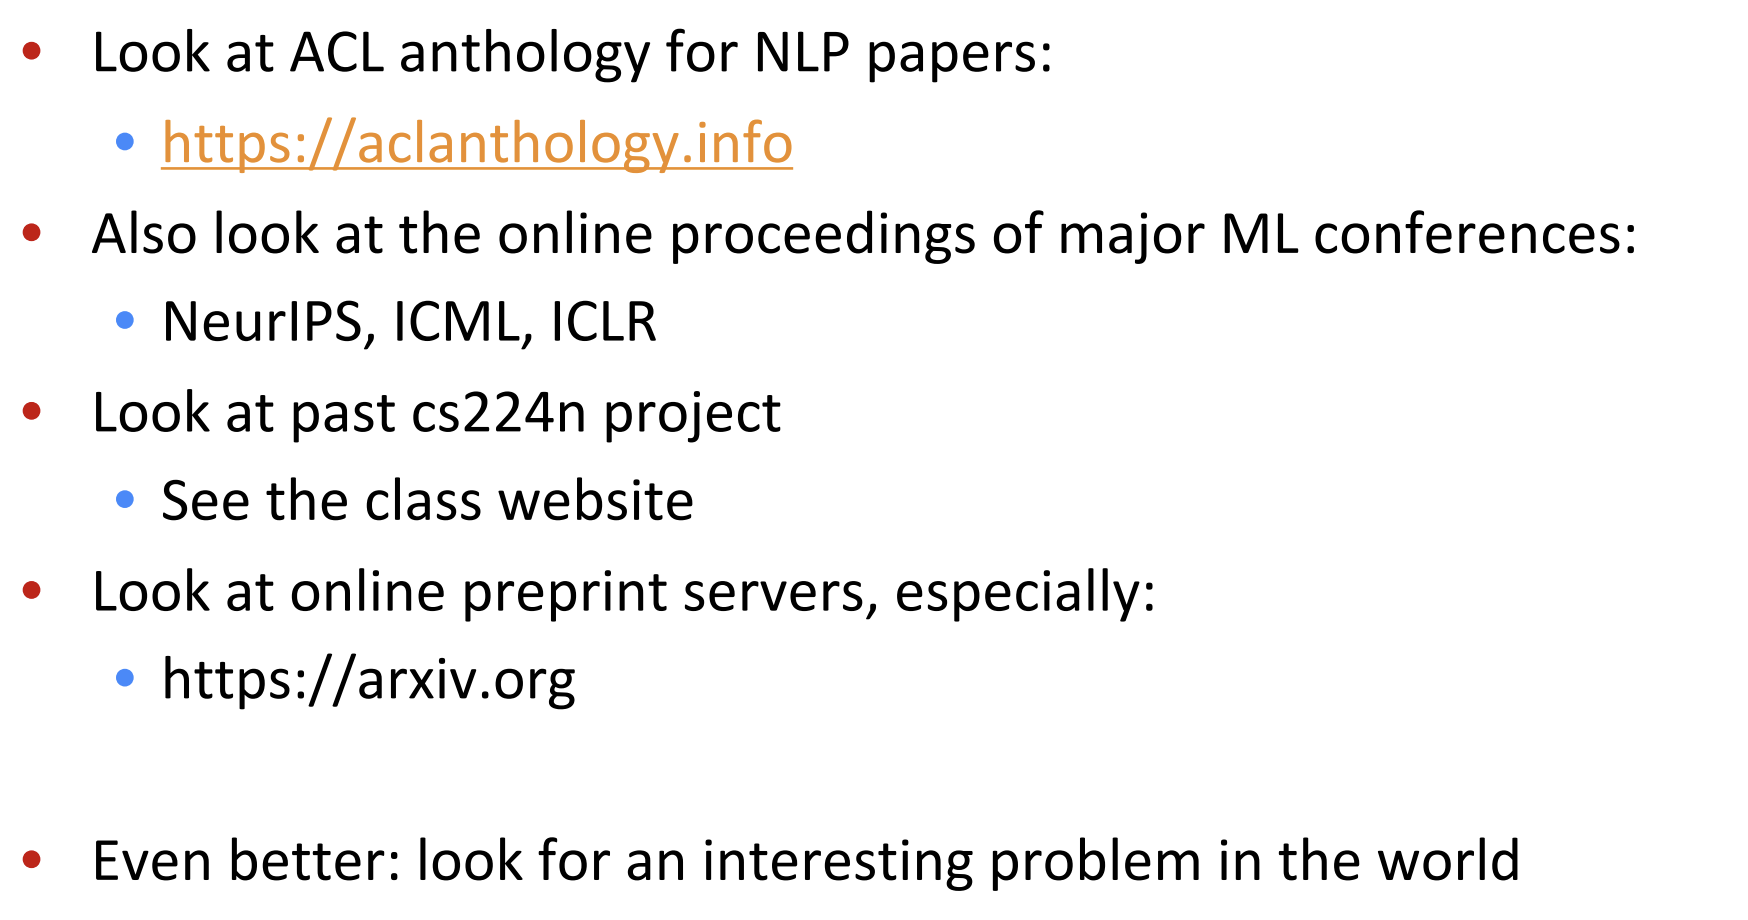 • Look at ACL anthology for NLP papers:
• https://aclanthology.info
• Also look at the online proceedings of major ML conferences:
• NeurIPS, ICML, ICLR
• Look at past cs224n project
• See the class website
• Look at online preprint servers, especially:
• https://arxiv.org
• Even better: look for an interesting problem in the world